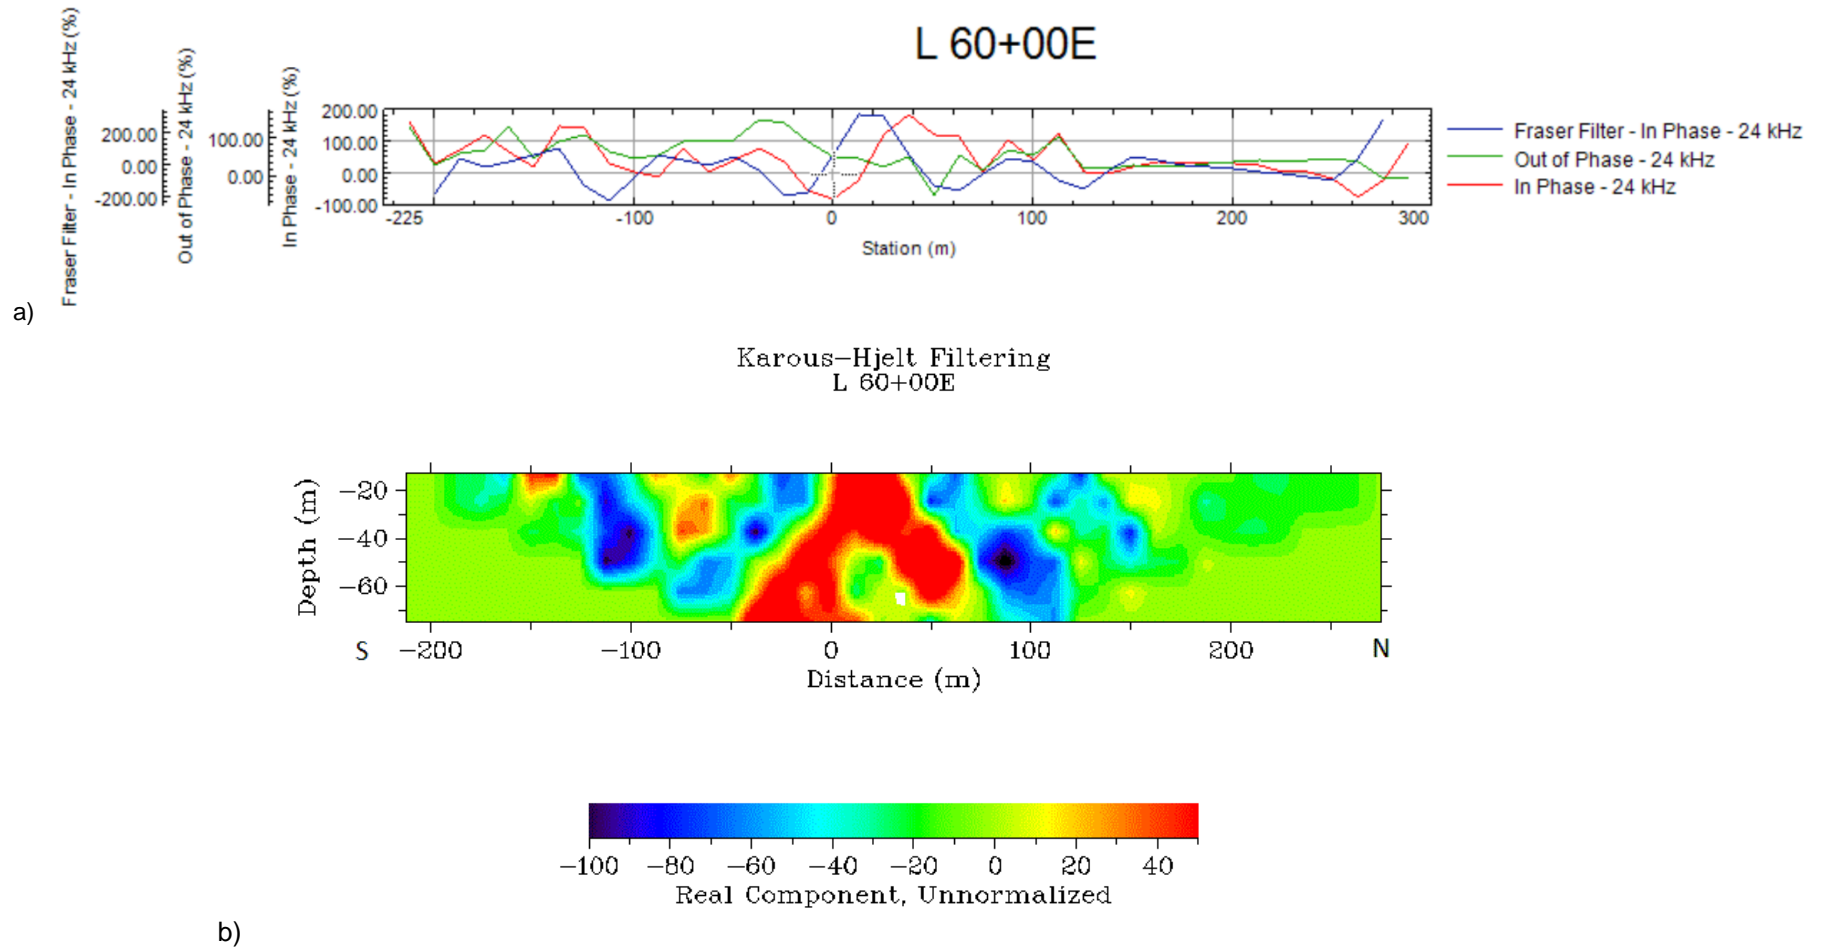 L 60+00E
Fraser Filter - In Phase - 24 kHz (%)
200.00
0.00
-200.00
Out of Phase - 24 kHz (%)
100.00
0.00
In Phase - 24 kHz (%)
200.00
100.00
0.00
-100.00
-225 -100 0 100 200 300
Station (m)
Fraser Filter - In Phase - 24 kHz
Out of Phase - 24 kHz
In Phase - 24 kHz
a)
Karous-Hjelt Filtering
L 60+00E
Depth (m)
-20
-40
-60
S -200 -100 0 100 200 N
Distance (m)
-100 -80 -60 -40 -20 0 20 40
Real Component, Unnormalized
b)